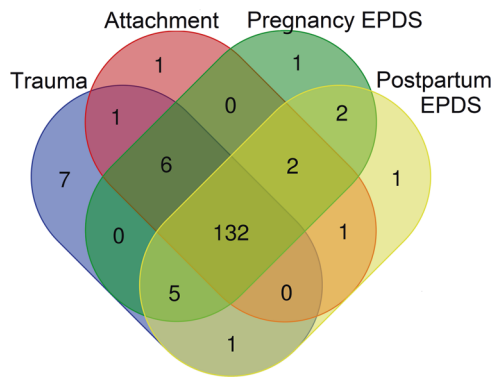 Attachment Pregnancy EPDS
Trauma Postpartum
EPDS
1 1
1 0 2
7 6 2 1
0 132 1
5 0
1